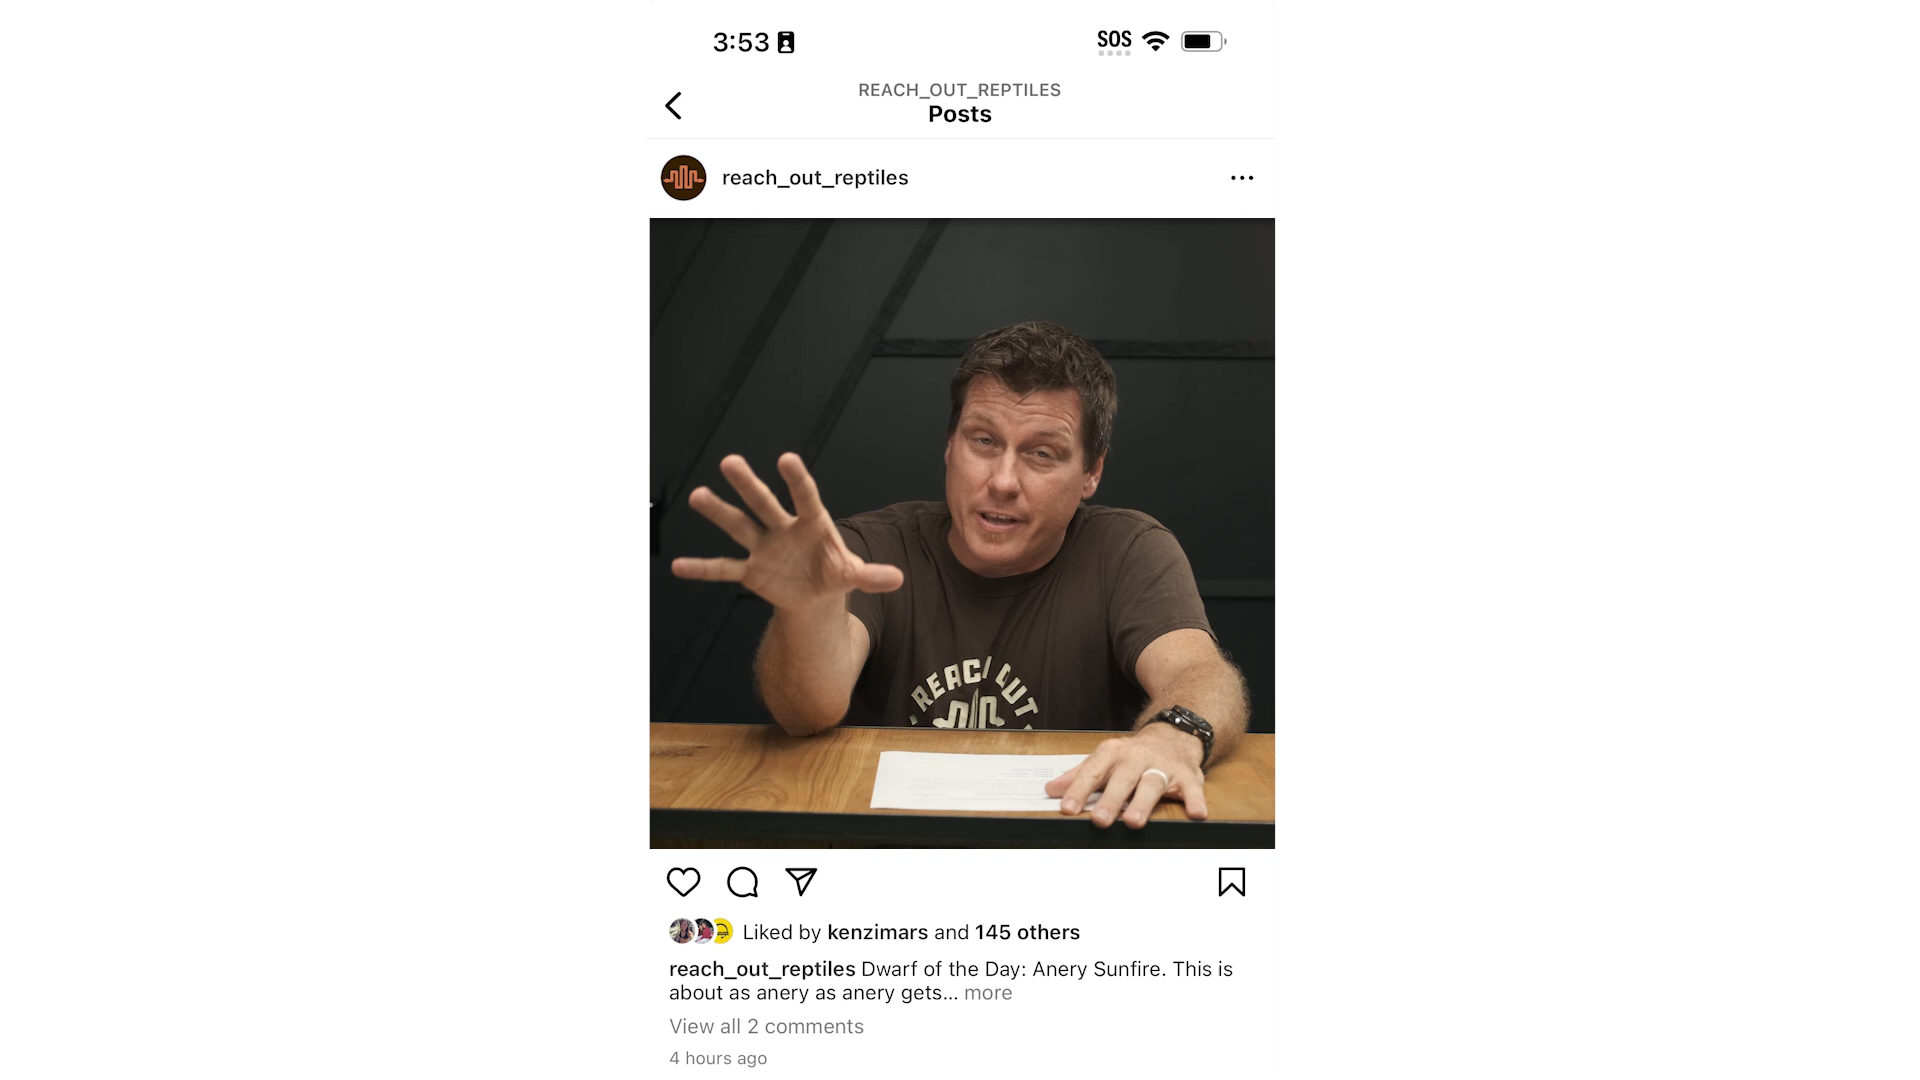 3:53
SOS
REACH_OUT_REPTILES
Posts
reach_out_reptiles
REACH OUT
Liked by kenzimars and 145 others
reach_out_reptiles Dwarf of the Day: Anery Sunfire. This is
about as anery as anery gets... more
View all 2 comments
4 hours ago